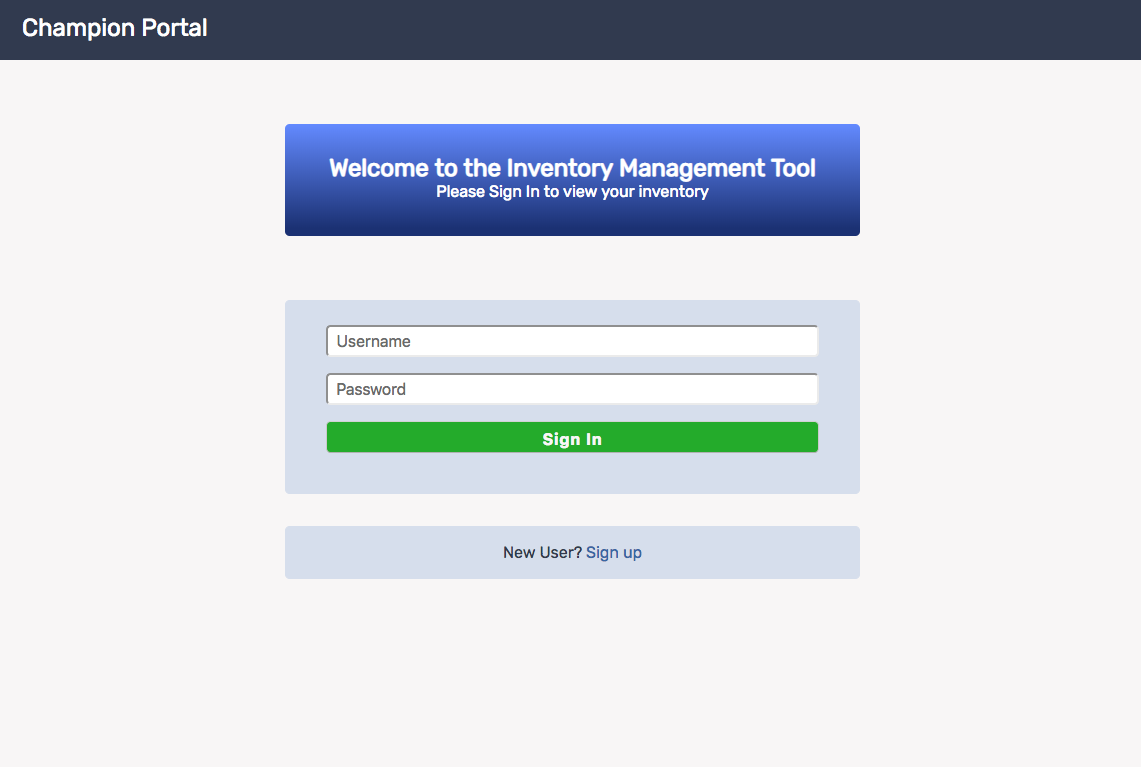 Champion Portal
Welcome to the Inventory Management Tool
Please Sign In to view your inventory
Username
Password
Sign In
New User? Sign up